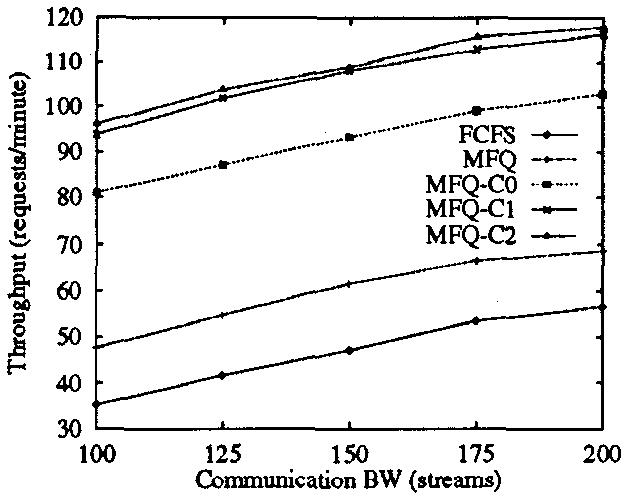 120
110
100
90
80
70
60
50
40
30
Throughput (requests/minute)
FCFS
MFQ
MFQ-C0
MFQ-C1
MFQ-C2
100 125 150 175 200
Communication BW (streams)